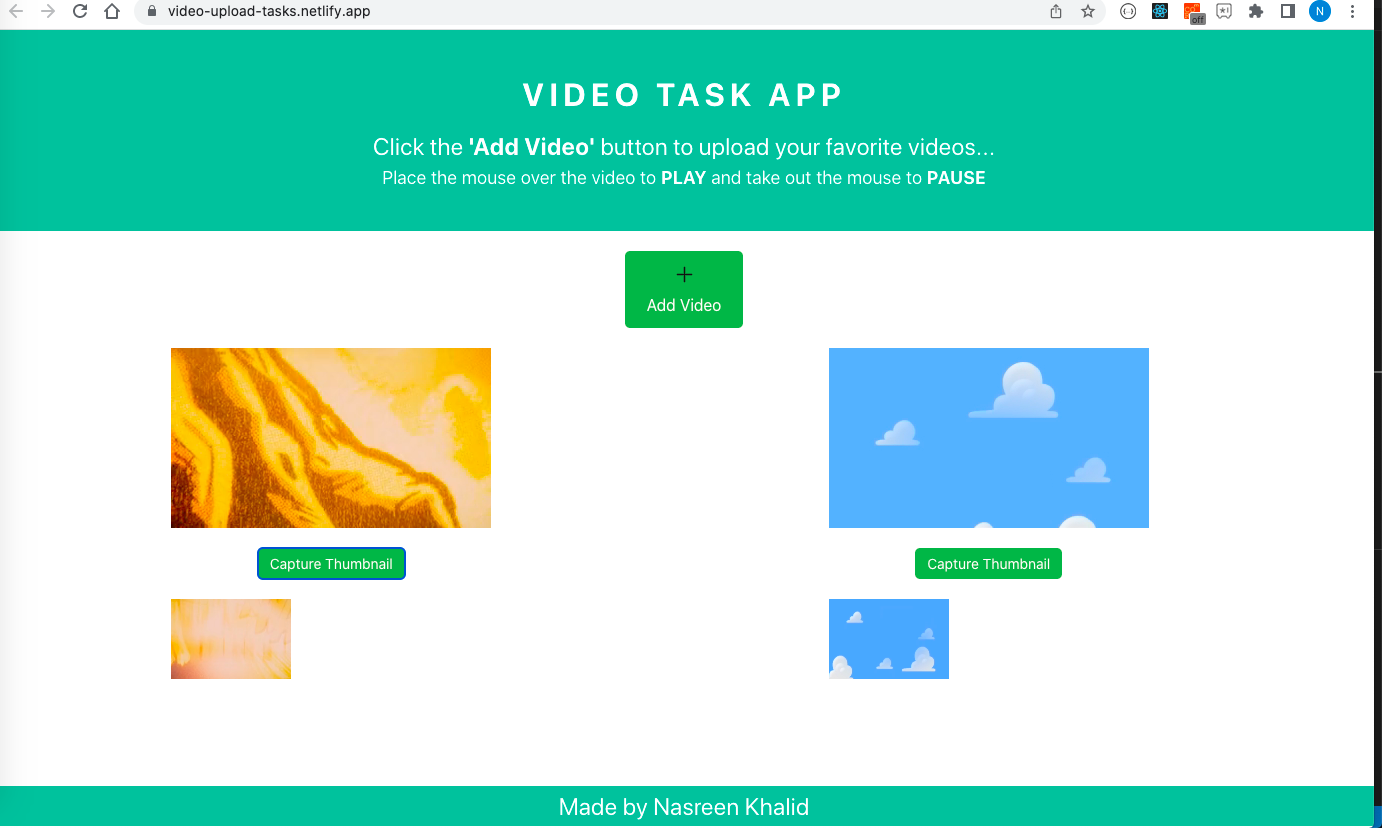 video-upload-tasks.netlify.app
off
N
VIDEO TASK APP
Click the 'Add Video' button to upload your favorite videos...
Place the mouse over the video to PLAY and take out the mouse to PAUSE
+
Add Video
Capture Thumbnail
Capture Thumbnail
Made by Nasreen Khalid